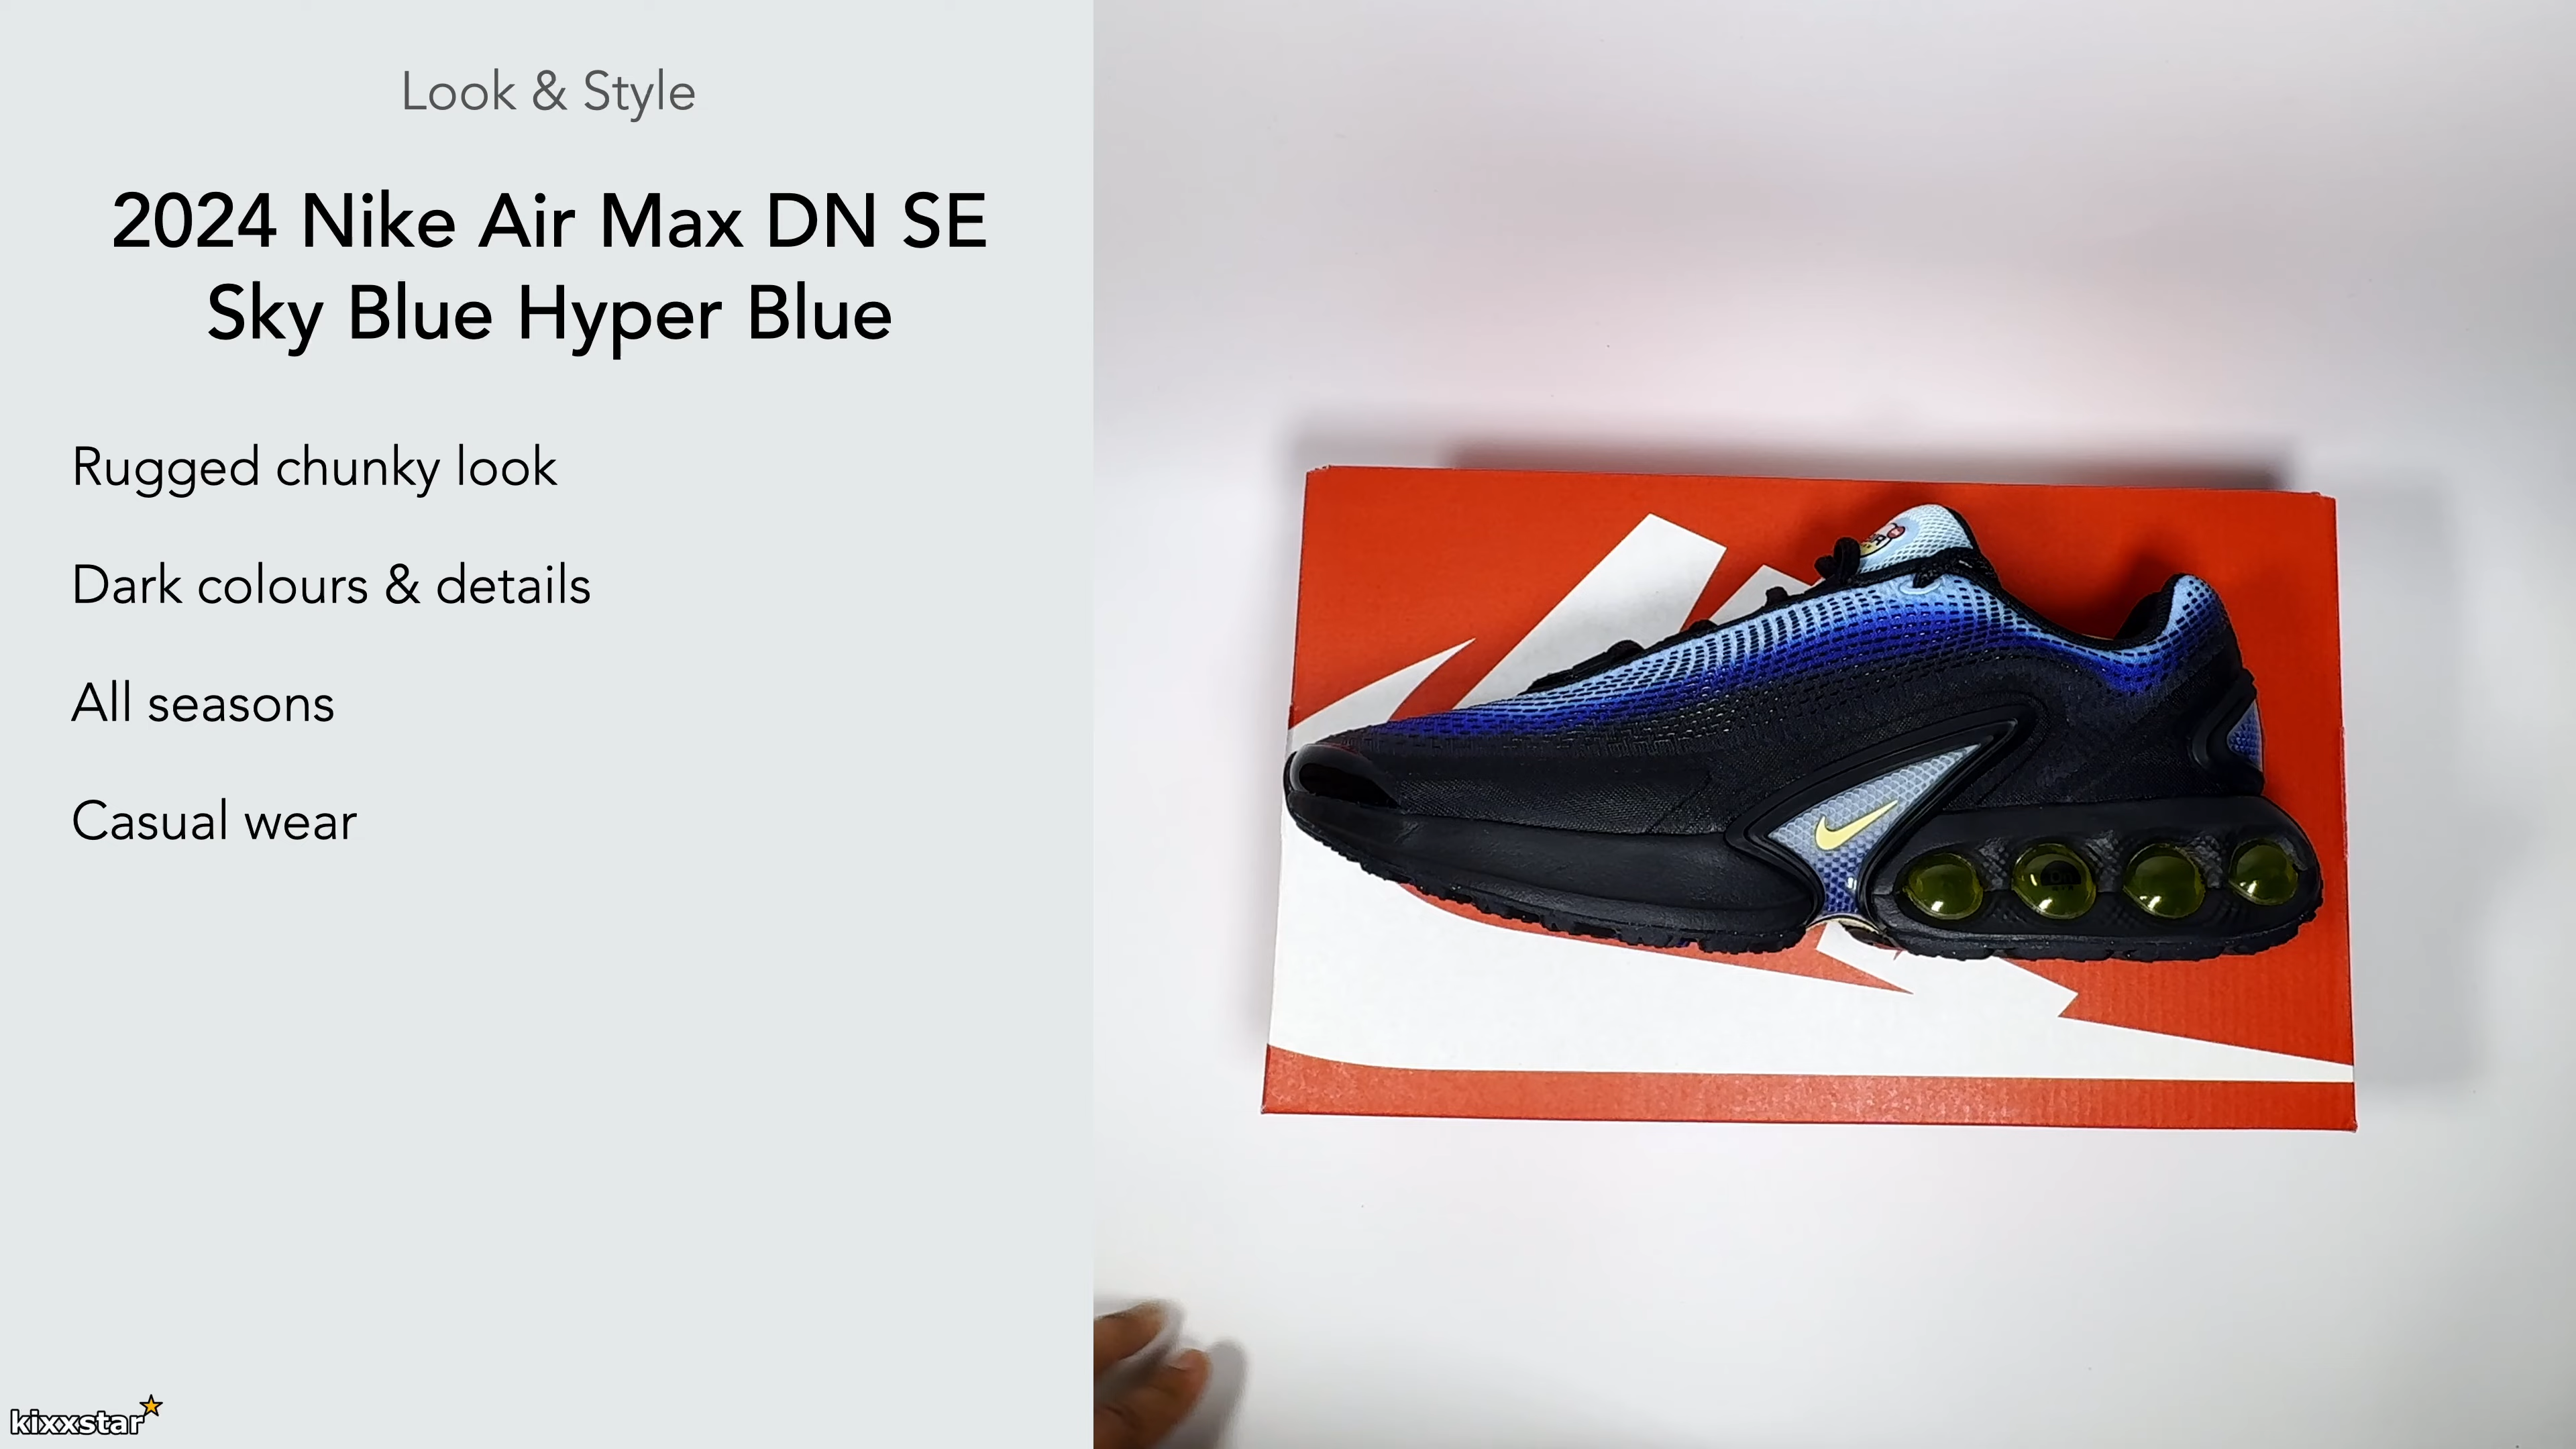 Look & Style
2024 Nike Air Max DN SE
Sky Blue Hyper Blue
Rugged chunky look
Dark colours & details
All seasons
Casual wear
kixxstar